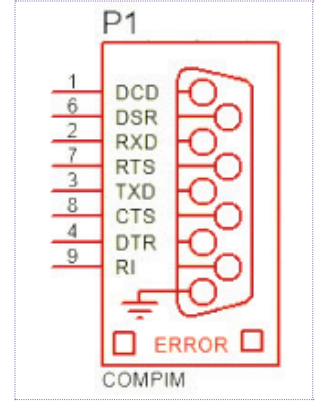 P1
1 DCD
6 DSR
2 RXD
7 RTS
3 TXD
8 CTS
4 DTR
9 RI
ERROR
COMPIM